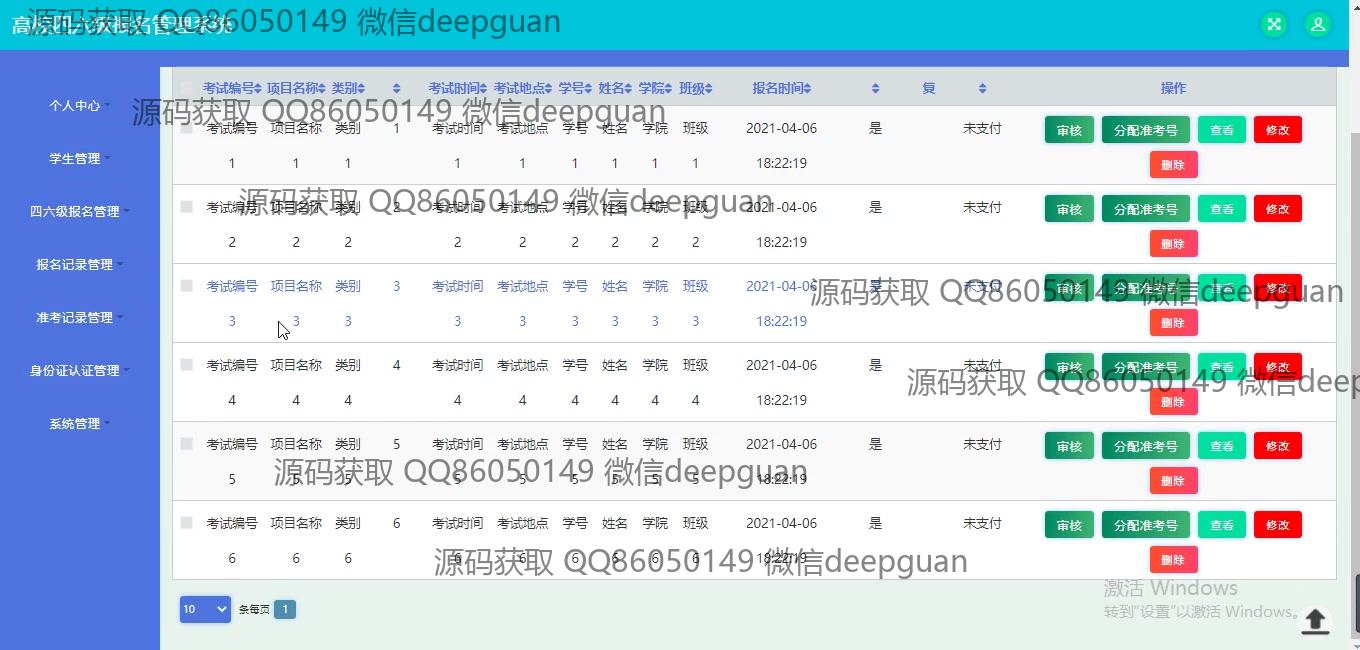 高校四六级报名管理系统
源码获取 QQ86050149 微信deepguan
个人中心
学生管理
四六级报名管理
报名记录管理
准考记录管理
身份证认证管理
系统管理
考试编号 项目名称 类别 考试时间 考试地点 学号 姓名 学院 班级 报名时间 复 操作
源码获取 QQ86050149 微信deepguan
考试编号 项目名称 类别 1 考试时间 考试地点 学号 姓名 学院 班级 2021-04-06 是 未支付 审核 分配准考号 查看 修改
1 1 1 1 1 1 1 1 1 18:22:19 删除
源码获取 QQ86050149 微信deepguan
考试编号 项目名称 类别 2 考试时间 考试地点 学号 姓名 学院 班级 2021-04-06 是 未支付 审核 分配准考号 查看 修改
2 2 2 2 2 2 2 2 2 18:22:19 删除
考试编号 项目名称 类别 3 考试时间 考试地点 学号 姓名 学院 班级 2021-04-06 是 未支付 审核 分配准考号 查看 修改
源码获取 QQ86050149 微信deepguan
3 3 3 3 3 3 3 3 3 18:22:19 删除
考试编号 项目名称 类别 4 考试时间 考试地点 学号 姓名 学院 班级 2021-04-06 是 未支付 审核 分配准考号 查看 修改
源码获取 QQ86050149 微信deep
4 4 4 4 4 4 4 4 4 18:22:19 删除
考试编号 项目名称 类别 5 考试时间 考试地点 学号 姓名 学院 班级 2021-04-06 是 未支付 审核 分配准考号 查看 修改
源码获取 QQ86050149 微信deepguan
5 5 5 5 5 5 5 5 5 18:22:19 删除
考试编号 项目名称 类别 6 考试时间 考试地点 学号 姓名 学院 班级 2021-04-06 是 未支付 审核 分配准考号 查看 修改
6 6 6 6 6 6 6 6 6 18:22:19 删除
源码获取 QQ86050149 微信deepguan
激活 Windows
转到"设置"以激活 Windows。
10 条每页 1